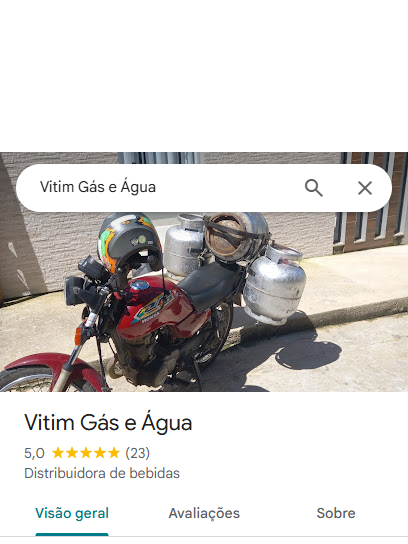 Vitim Gás e Água
Vitim Gás e Água
5,0 (23)
Distribuidora de bebidas
Visão geral Avaliações Sobre